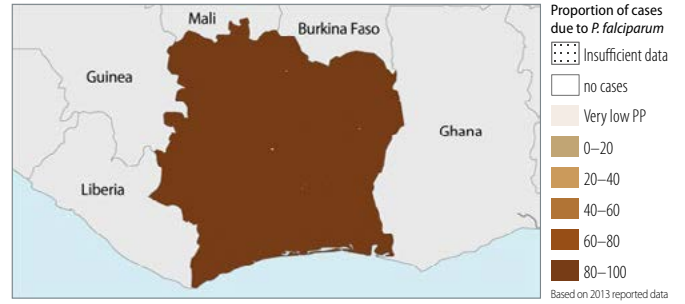 Mali
Burkina Faso
Guinea
Ghana
Liberia
Proportion of cases
due to P. falciparum
Insufficient data
no cases
Very low PP
0–20
20–40
40–60
60–80
80–100
Based on 2013 reported data